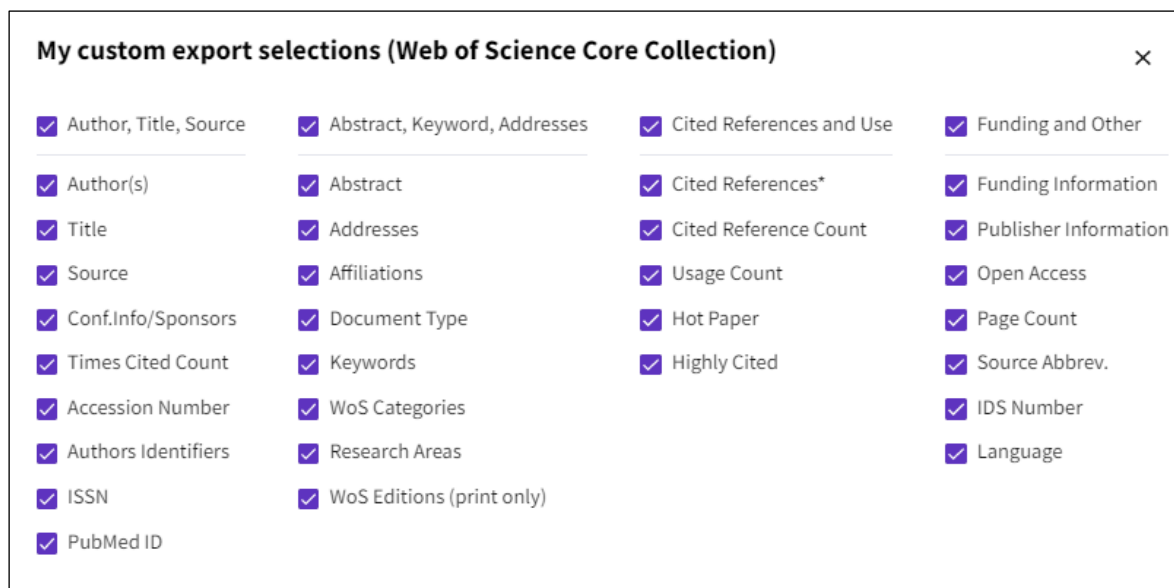 My custom export selections (Web of Science Core Collection)
Author, Title, Source
Author(s)
Title
Source
Conf.Info/Sponsors
Times Cited Count
Accession Number
Authors Identifiers
ISSN
PubMed ID
Abstract, Keyword, Addresses
Abstract
Addresses
Affiliations
Document Type
Keywords
WoS Categories
Research Areas
WoS Editions (print only)
Cited References and Use
Cited References*
Cited Reference Count
Usage Count
Hot Paper
Highly Cited
Funding and Other
Funding Information
Publisher Information
Open Access
Page Count
Source Abbrev.
IDS Number
Language